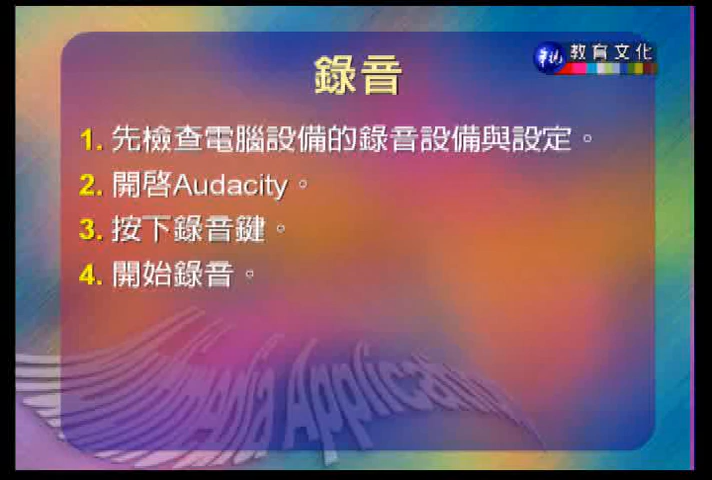 華視 教育文化
錄音
1. 先檢查電腦設備的錄音設備與設定。
2. 開啓Audacity。
3. 按下錄音鍵。
4. 開始錄音。